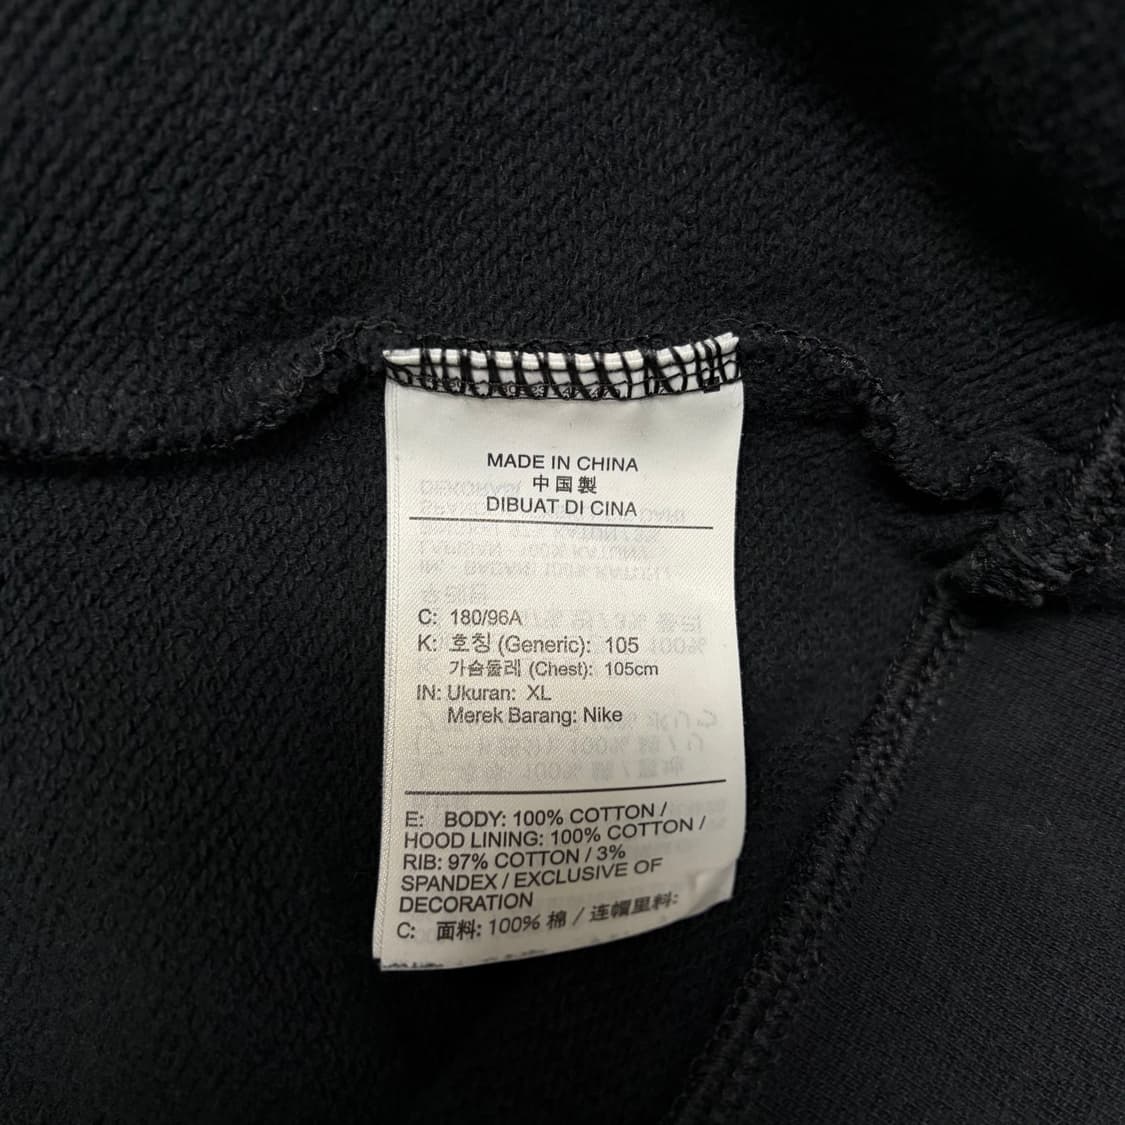 MADE IN CHINA
中国製
DIBUAT DI CINA
C: 180/96A
K: 호칭 (Generic): 105
가슴둘레 (Chest): 105cm
IN: Ukuran: XL
Merek Barang: Nike
E: BODY: 100% COTTON /
HOOD LINING: 100% COTTON /
RIB: 97% COTTON / 3%
SPANDEX / EXCLUSIVE OF
DECORATION
C: 面料: 100% 棉 / 连帽里料: